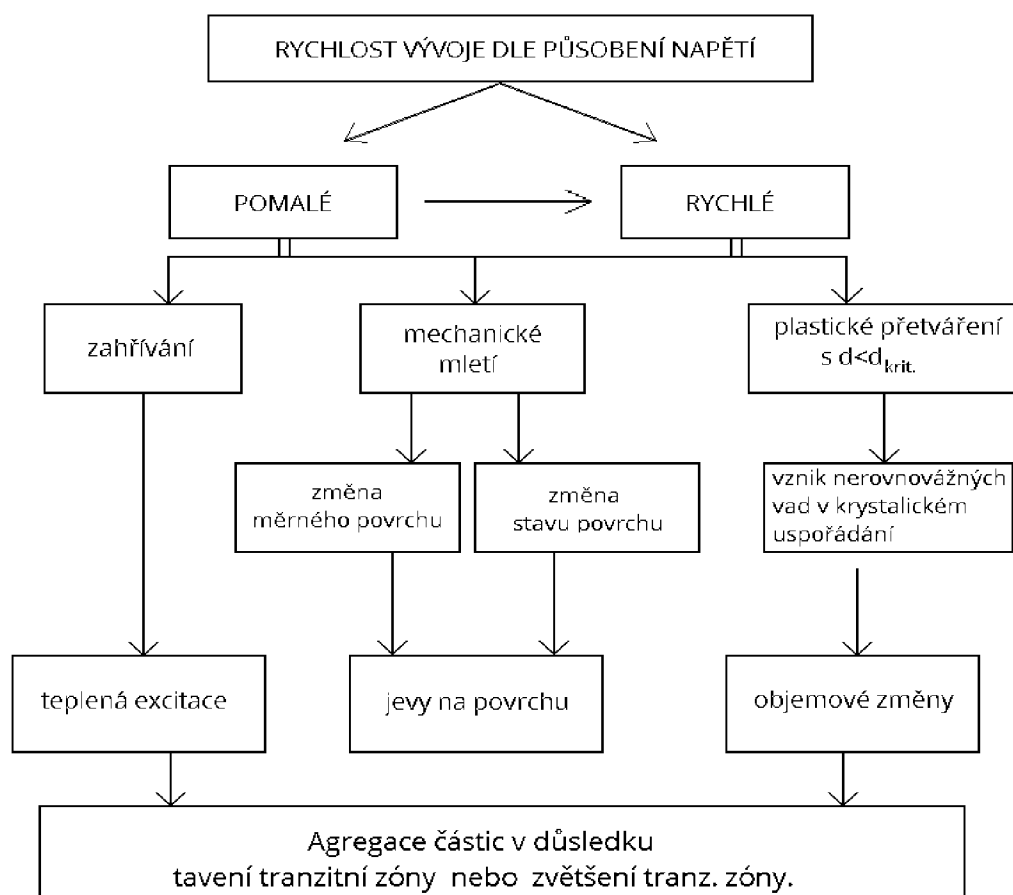 RYCHLOST VÝVOJE DLE PŮSOBENÍ NAPĚTÍ
POMALÉ
RYCHLÉ
zahřívání
mechanické
mletí
plastické přetváření
s d<dkrit.
změna
měrného povrchu
změna
stavu povrchu
vznik nerovnovážných
vad v krystalickém
uspořádání
teplená excitace
jevy na povrchu
objemové změny
Agregace částic v důsledku
tavení tranzitní zóny nebo zvětšení tranz. zóny.